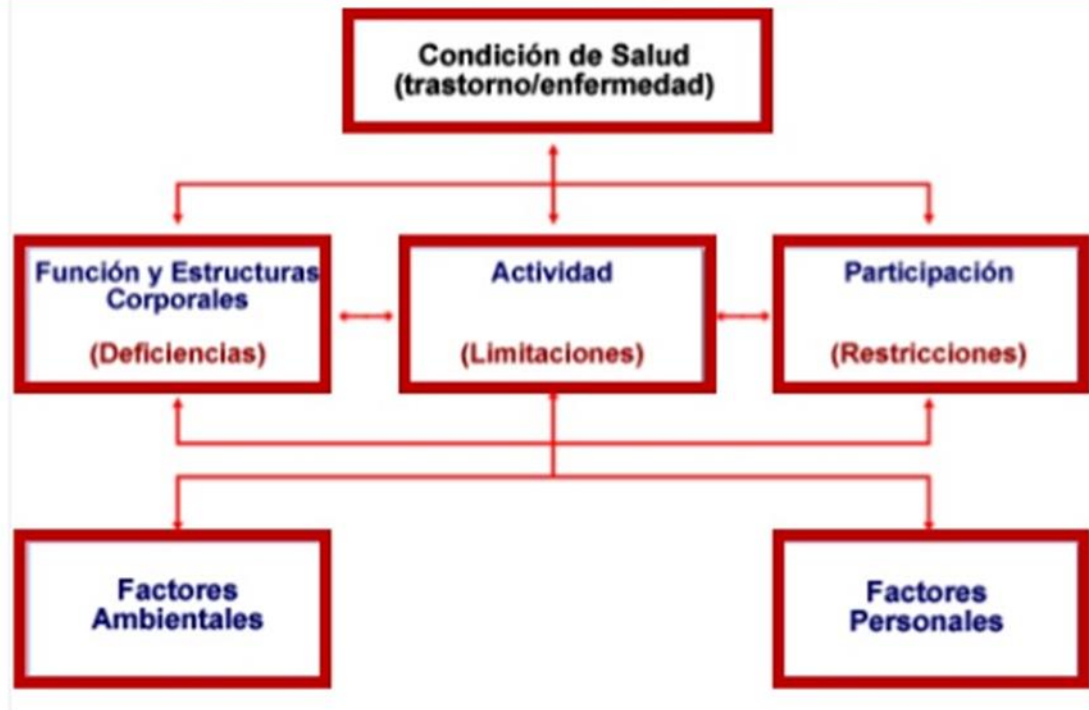 Condición de Salud
(trastorno/enfermedad)
Función y Estructuras
Corporales
(Deficiencias)
Actividad
(Limitaciones)
Participación
(Restricciones)
Factores
Ambientales
Factores
Personales